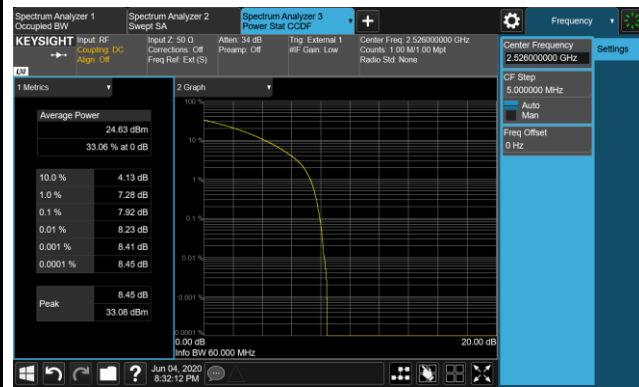 Spectrum Analyzer 1
Occupied BW
Spectrum Analyzer 2
Swept SA
Spectrum Analyzer 3
Power Stat CCDF
Frequency
KEYSIGHT
Input: RF
Coupling: DC
Align: Off
Input Z: 50 Ω
Corrections: Off
Freq Ref: Ext (S)
Atten: 34 dB
Preamp: Off
Trig: External 1
#IF Gain: Low
Center Freq: 2.526000000 GHz
Counts: 1.00 M/1.00 Mpt
Radio Std: None
LXI
Center Frequency
2.526000000 GHz
Settings
CF Step
5.000000 MHz
Auto
Man
Freq Offset
0 Hz
1 Metrics
Average Power
24.63 dBm
33.06 % at 0 dB
10.0 % 4.13 dB
1.0 % 7.28 dB
0.1 % 7.92 dB
0.01 % 8.23 dB
0.001 % 8.41 dB
0.0001 % 8.45 dB
Peak
8.45 dB
33.08 dBm
2 Graph
100 %
10 %
1 %
0.1 %
0.01 %
0.001 %
0.0001 %
0.00 dB
20.00 dB
Info BW 60.000 MHz
?
Jun 04, 2020
8:32:12 PM